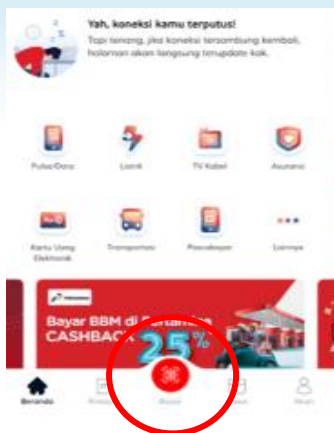 Yah, koneksi kamu terputus!
Tapi tenang, jika koneksi tersambung kembali,
halaman akan langsung terupdate kok.
Pulsa/Data
Listrik
TV Kabel
Asuransi
Kartu Uang
Elektronik
Transportasi
Pascabayar
Lainnya
PERTAMINA
Bayar BBM di Pertamina
CASHBACK 25%
Beranda
Bayar
Akun